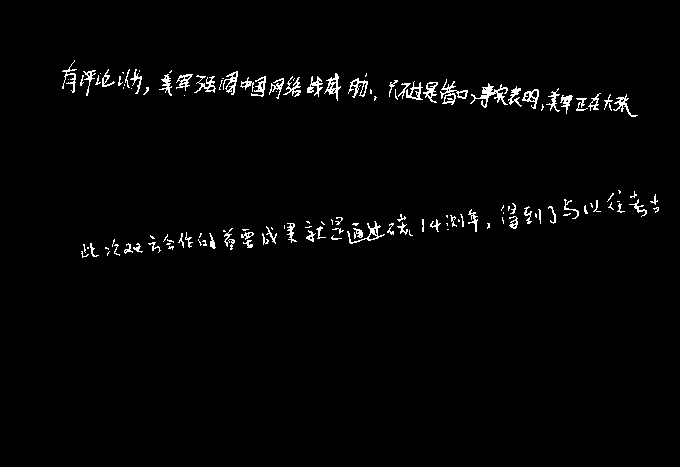 有评论认为，美军强调中国网络战威胁，只不过是借口，事实表明，美军正在大张
此次双方合作的首要成果就是通过碳14测年，得到了与以往考古